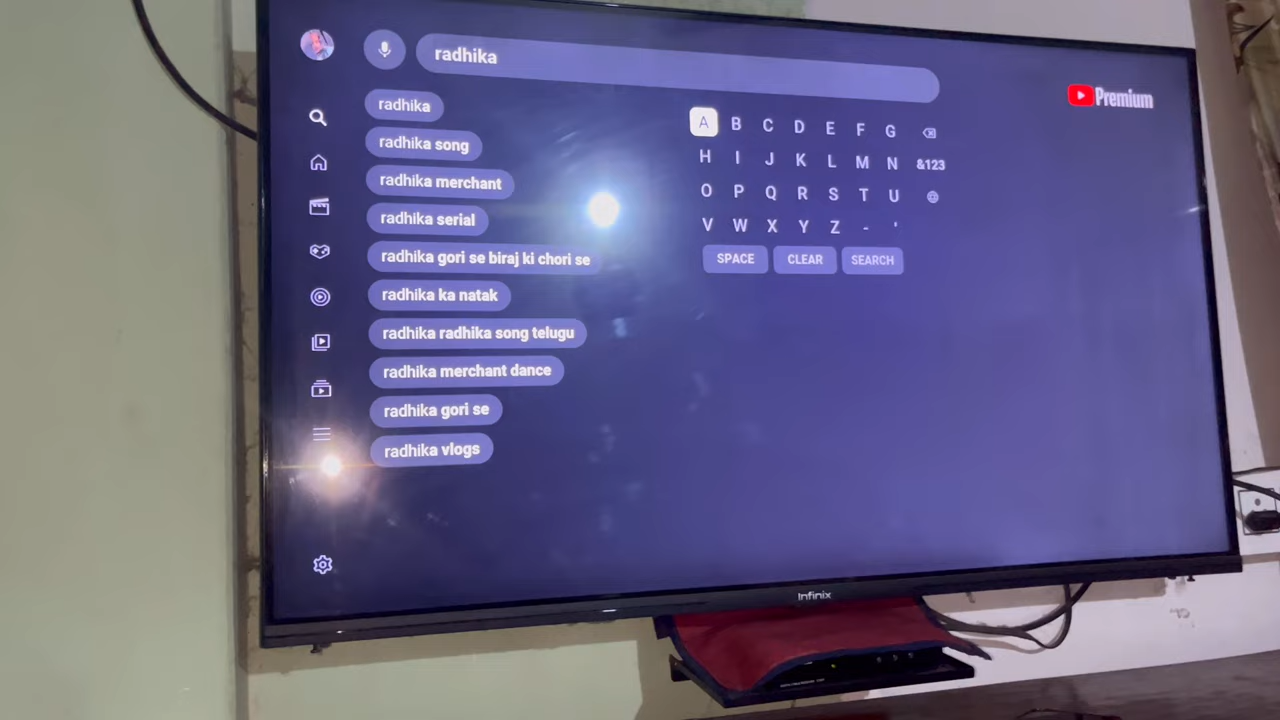 radhika
Premium
radhika
radhika song
radhika merchant
radhika serial
radhika gori se biraj ki chori se
radhika ka natak
radhika radhika song telugu
radhika merchant dance
radhika gori se
radhika vlogs
A B C D E F G
H I J K L M N &123
O P Q R S T U
V W X Y Z - '
SPACE CLEAR SEARCH
Infinix